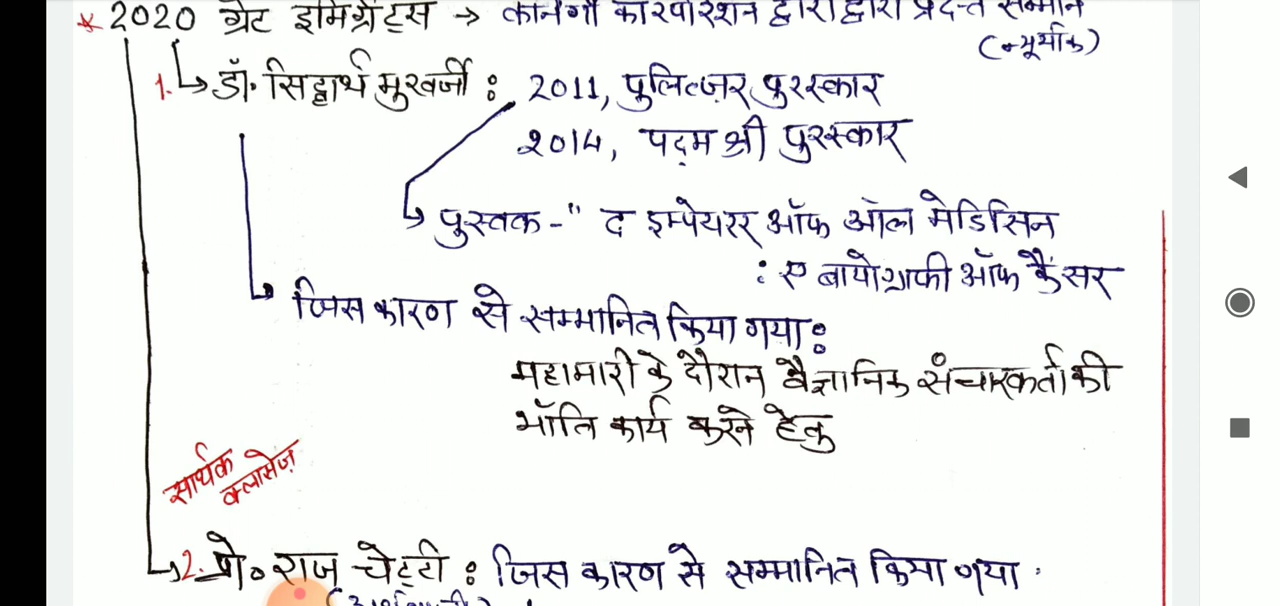 * 2020 ग्रेट इमिग्रेंट्स → कार्नेगी कारपोरेशन द्वारा द्वारा प्रदत्त सम्मान
(न्यूयॉर्क)
1. डॉ. सिद्धार्थ मुखर्जी : 2011, पुलित्ज़र पुरस्कार
2014, पद्म श्री पुरस्कार
पुस्तक - " द इम्पेयरर ऑफ ऑल मेडिसिन
: ए बायोग्राफी ऑफ कैंसर
जिस कारण से सम्मानित किया गया :
महामारी के दौरान वैज्ञानिक संचारकर्ता की
भाँति कार्य करने हेतु
सार्थक
क्लासेज़
2. प्रो. राज चेट्टी : जिस कारण से सम्मानित किया गया